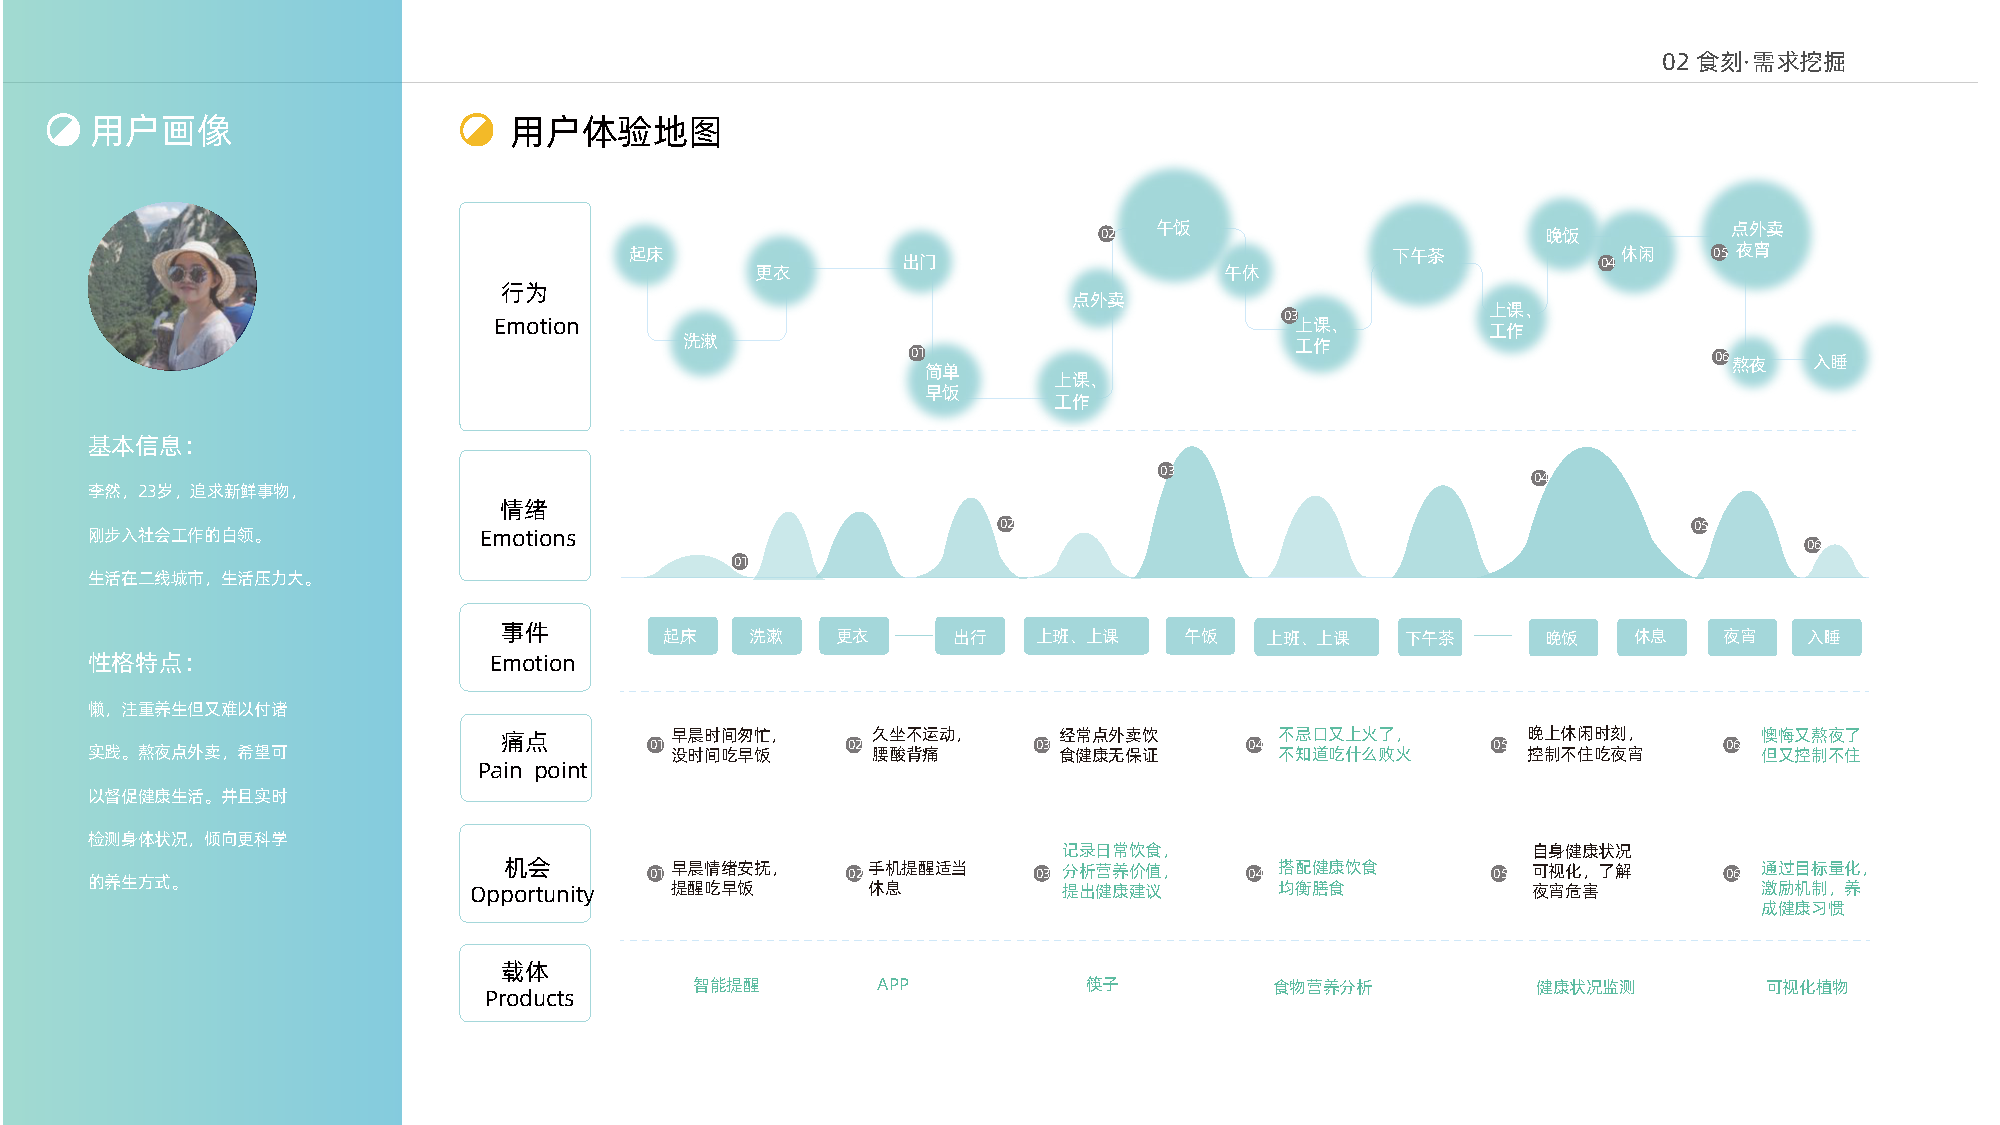 02 食刻·需求挖掘
用户画像
基本信息：
李然，23岁，追求新鲜事物，
刚步入社会工作的白领。
生活在二线城市，生活压力大。
性格特点：
懒，注重养生但又难以付诸
实践。熬夜点外卖，希望可
以督促健康生活。并且实时
检测身体状况，倾向更科学
的养生方式。
用户体验地图
行为
Emotion
起床
洗漱
更衣
出门
01
简单
早饭
上课、
工作
点外卖
02
午饭
午休
03
上课、
工作
下午茶
上课、
工作
晚饭
04
休闲
05
点外卖
夜宵
06
熬夜
入睡
情绪
Emotions
01
02
03
04
05
06
事件
Emotion
起床
洗漱
更衣
出行
上班、上课
午饭
上班、上课
下午茶
晚饭
休息
夜宵
入睡
痛点
Pain point
01
早晨时间匆忙，
没时间吃早饭
02
久坐不运动，
腰酸背痛
03
经常点外卖饮
食健康无保证
04
不忌口又上火了，
不知道吃什么败火
05
晚上休闲时刻，
控制不住吃夜宵
06
懊悔又熬夜了
但又控制不住
机会
Opportunity
01
早晨情绪安抚，
提醒吃早饭
02
手机提醒适当
休息
03
记录日常饮食，
分析营养价值，
提出健康建议
04
搭配健康饮食
均衡膳食
05
自身健康状况
可视化，了解
夜宵危害
06
通过目标量化，
激励机制，养
成健康习惯
载体
Products
智能提醒
APP
筷子
食物营养分析
健康状况监测
可视化植物